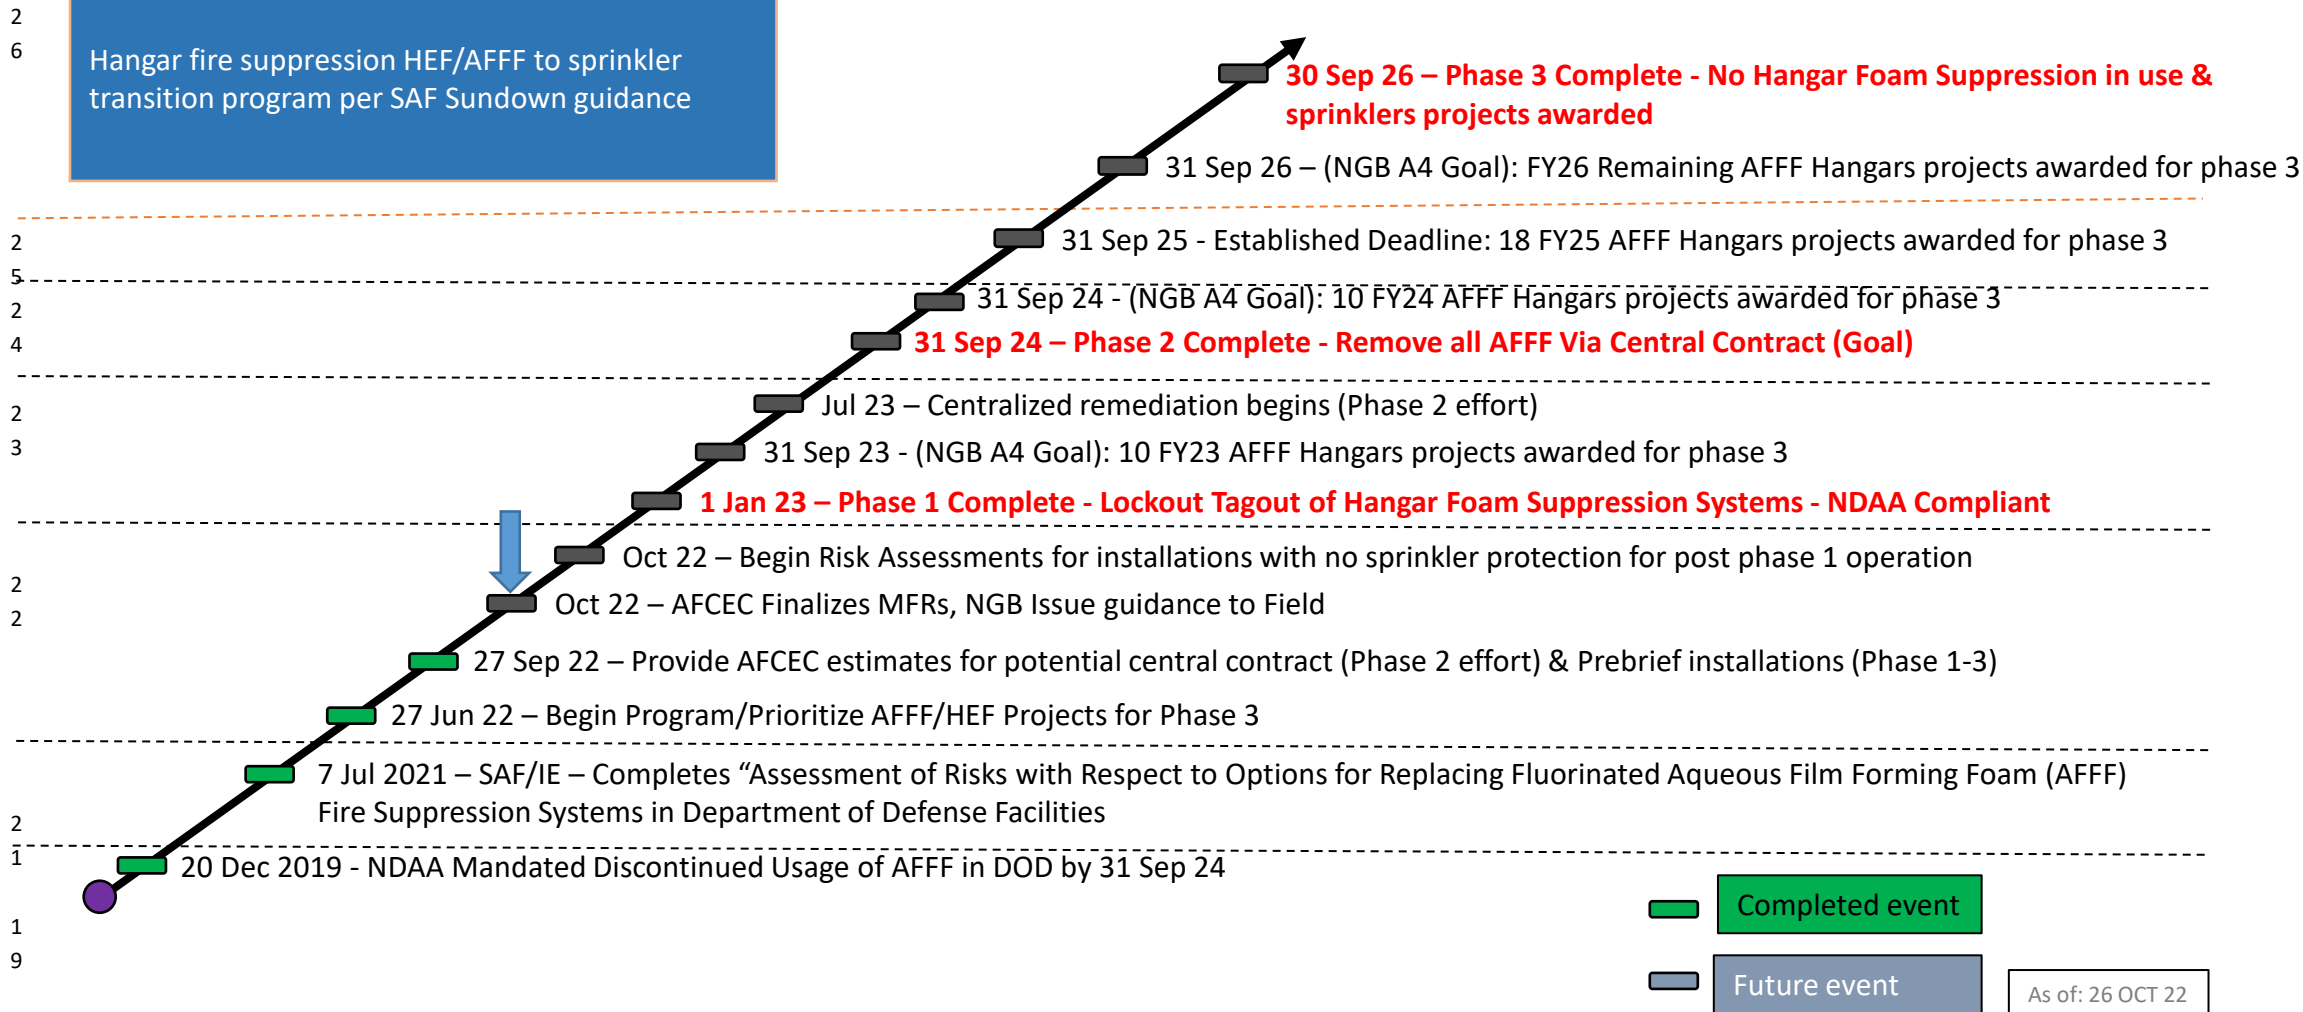 2
6
Hangar fire suppression HEF/AFFF to sprinkler
transition program per SAF Sundown guidance
30 Sep 26 – Phase 3 Complete - No Hangar Foam Suppression in use &
sprinklers projects awarded
31 Sep 26 – (NGB A4 Goal): FY26 Remaining AFFF Hangars projects awarded for phase 3
2
5
31 Sep 25 - Established Deadline: 18 FY25 AFFF Hangars projects awarded for phase 3
2
4
31 Sep 24 - (NGB A4 Goal): 10 FY24 AFFF Hangars projects awarded for phase 3
31 Sep 24 – Phase 2 Complete - Remove all AFFF Via Central Contract (Goal)
2
3
Jul 23 – Centralized remediation begins (Phase 2 effort)
31 Sep 23 - (NGB A4 Goal): 10 FY23 AFFF Hangars projects awarded for phase 3
1 Jan 23 – Phase 1 Complete - Lockout Tagout of Hangar Foam Suppression Systems - NDAA Compliant
2
2
Oct 22 – Begin Risk Assessments for installations with no sprinkler protection for post phase 1 operation
Oct 22 – AFCEC Finalizes MFRs, NGB Issue guidance to Field
27 Sep 22 – Provide AFCEC estimates for potential central contract (Phase 2 effort) & Prebrief installations (Phase 1-3)
27 Jun 22 – Begin Program/Prioritize AFFF/HEF Projects for Phase 3
2
1
7 Jul 2021 – SAF/IE – Completes “Assessment of Risks with Respect to Options for Replacing Fluorinated Aqueous Film Forming Foam (AFFF)
Fire Suppression Systems in Department of Defense Facilities
20 Dec 2019 - NDAA Mandated Discontinued Usage of AFFF in DOD by 31 Sep 24
1
9
Completed event
Future event
As of: 26 OCT 22